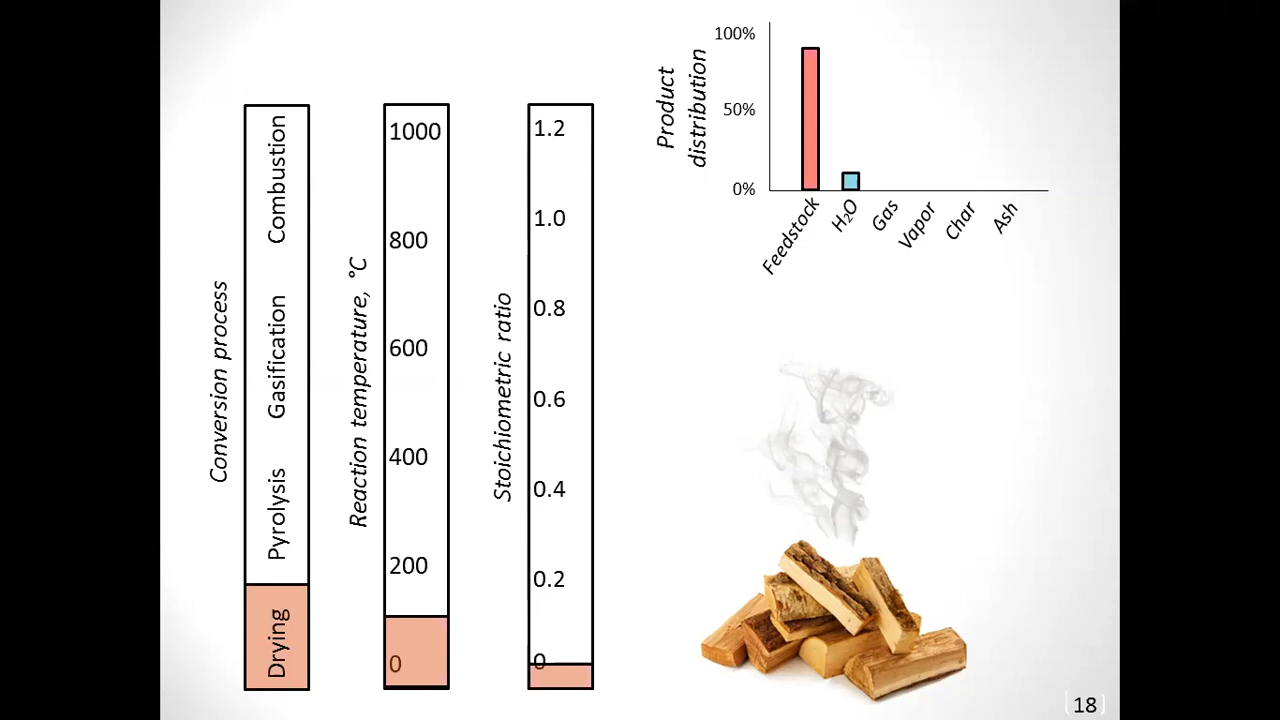 Conversion process
Combustion
Gasification
Pyrolysis
Drying
Reaction temperature, °C
1000
800
600
400
200
0
Stoichiometric ratio
1.2
1.0
0.8
0.6
0.4
0.2
0
Product
distribution
100%
50%
0%
Feedstock
H₂O
Gas
Vapor
Char
Ash
18